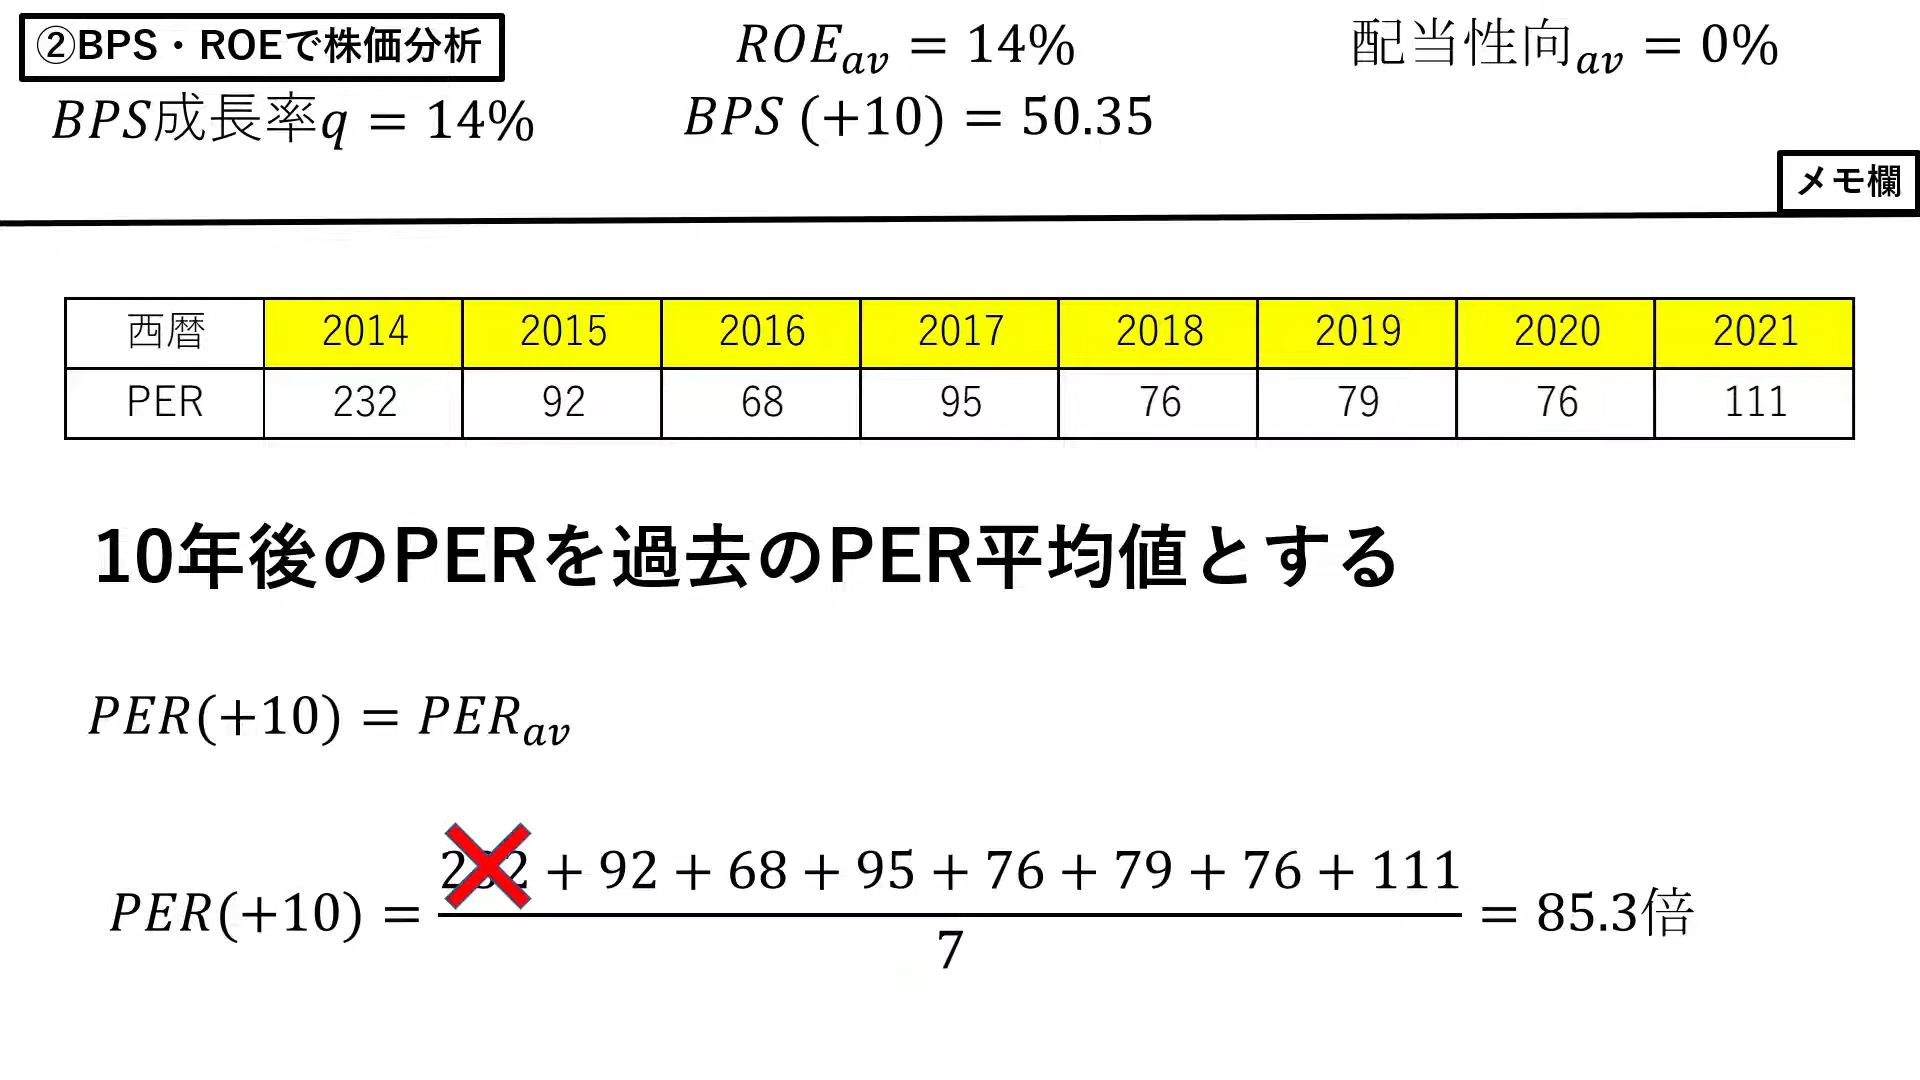 ②BPS・ROEで株価分析
ROEav = 14%
配当性向av = 0%
BPS成長率q = 14%
BPS (+10) = 50.35
メモ欄
西暦 2014 2015 2016 2017 2018 2019 2020 2021
PER 232 92 68 95 76 79 76 111
10年後のPERを過去のPER平均値とする
PER(+10) = PERav
232 + 92 + 68 + 95 + 76 + 79 + 76 + 111
PER(+10) = = 85.3倍
7